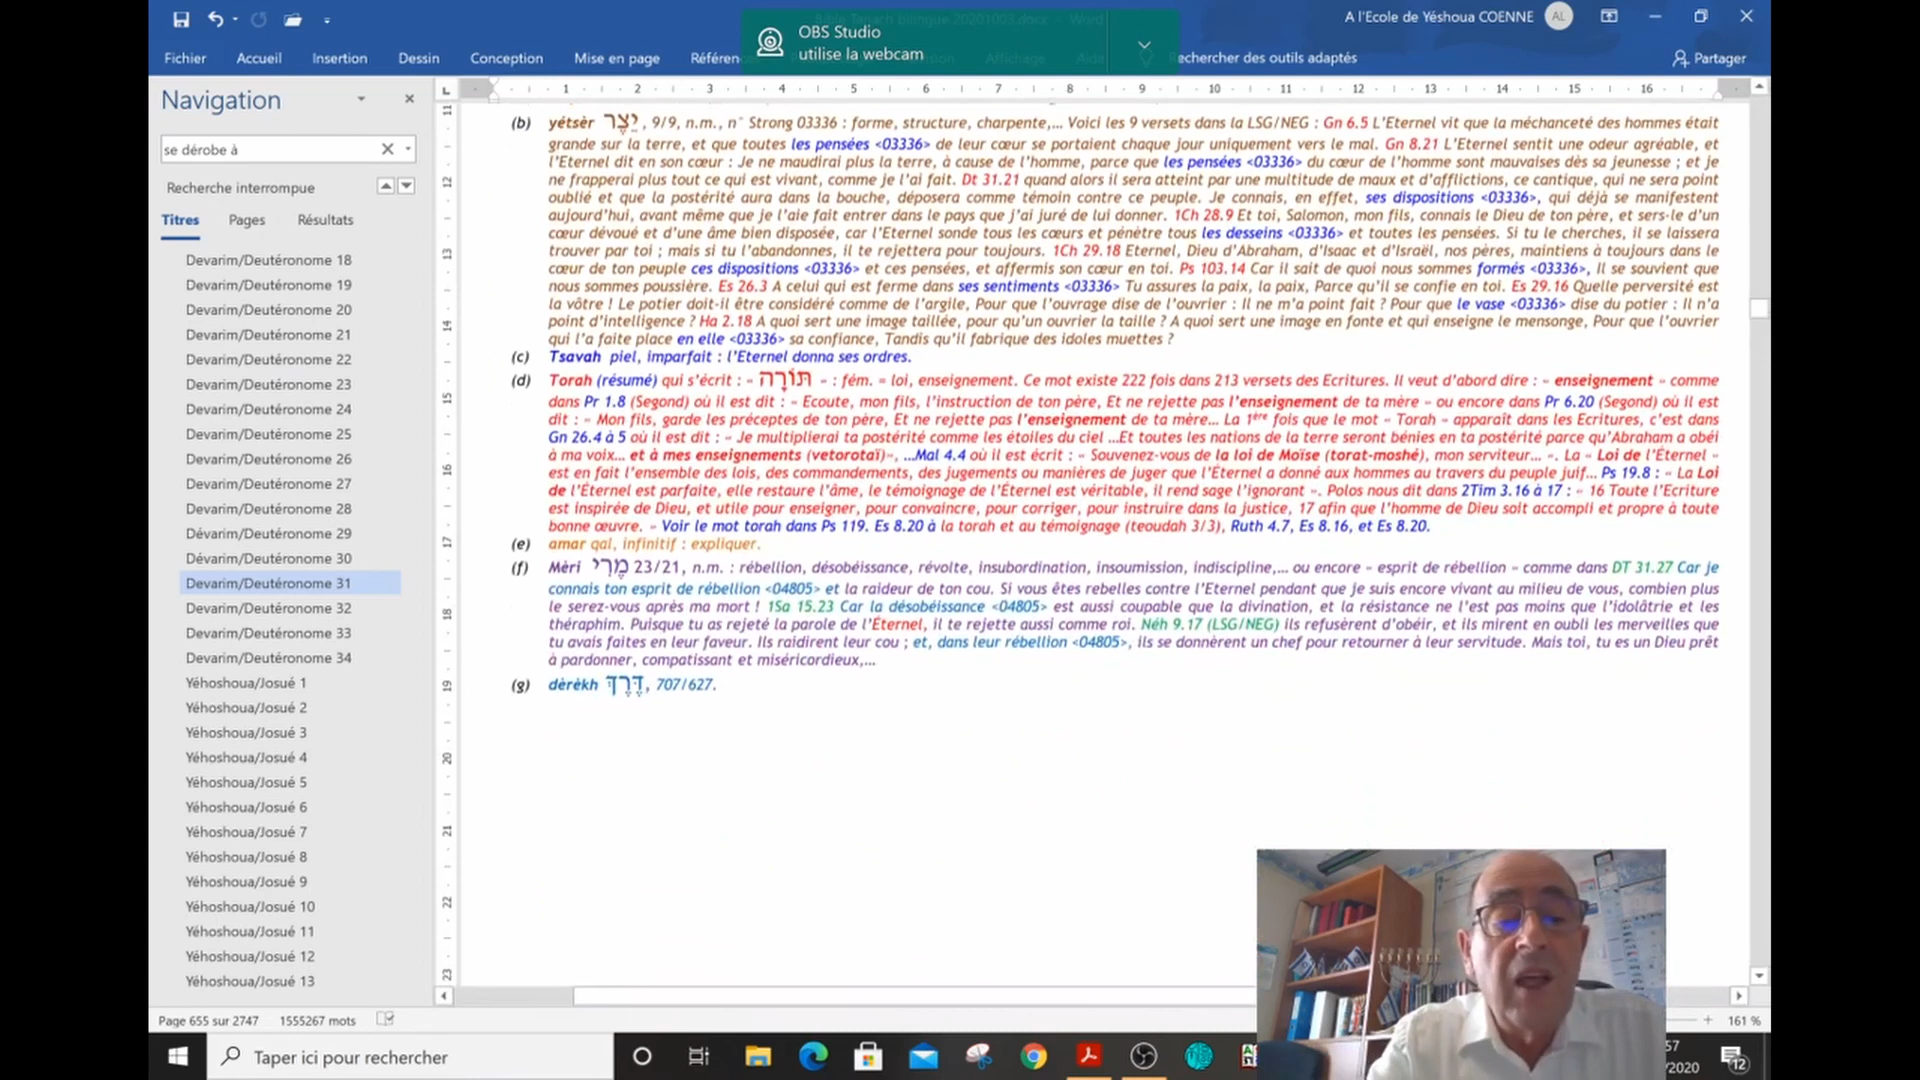 A l'Ecole de Yéshoua COENNE
AL
OBS Studio
utilise la webcam
Fichier
Accueil
Insertion
Dessin
Conception
Mise en page
Référenc
Rechercher des outils adaptés
Partager
Navigation
se dérobe à
Recherche interrompue
Titres Pages Résultats
Devarim/Deutéronome 18
Devarim/Deutéronome 19
Devarim/Deutéronome 20
Devarim/Deutéronome 21
Devarim/Deutéronome 22
Devarim/Deutéronome 23
Devarim/Deutéronome 24
Devarim/Deutéronome 25
Devarim/Deutéronome 26
Devarim/Deutéronome 27
Devarim/Deutéronome 28
Dévarim/Deutéronome 29
Dévarim/Deutéronome 30
Devarim/Deutéronome 31
Devarim/Deutéronome 32
Devarim/Deutéronome 33
Devarim/Deutéronome 34
Yéhoshoua/Josué 1
Yéhoshoua/Josué 2
Yéhoshoua/Josué 3
Yéhoshoua/Josué 4
Yéhoshoua/Josué 5
Yéhoshoua/Josué 6
Yéhoshoua/Josué 7
Yéhoshoua/Josué 8
Yéhoshoua/Josué 9
Yéhoshoua/Josué 10
Yéhoshoua/Josué 11
Yéhoshoua/Josué 12
Yéhoshoua/Josué 13
1 2 3 4 5 6 7 8 9 10 11 12 13 14 15 16
11
12
13
14
15
16
17
18
19
20
21
22
23
(b) yétsèr יֵצֶר, 9/9, n.m., n° Strong 03336 : forme, structure, charpente,... Voici les 9 versets dans la LSG/NEG : Gn 6.5 L'Eternel vit que la méchanceté des hommes était
grande sur la terre, et que toutes les pensées <03336> de leur cœur se portaient chaque jour uniquement vers le mal. Gn 8.21 L'Eternel sentit une odeur agréable, et
l'Eternel dit en son cœur : Je ne maudirai plus la terre, à cause de l'homme, parce que les pensées <03336> du cœur de l'homme sont mauvaises dès sa jeunesse ; et je
ne frapperai plus tout ce qui est vivant, comme je l'ai fait. Dt 31.21 quand alors il sera atteint par une multitude de maux et d'afflictions, ce cantique, qui ne sera point
oublié et que la postérité aura dans la bouche, déposera comme témoin contre ce peuple. Je connais, en effet, ses dispositions <03336>, qui déjà se manifestent
aujourd'hui, avant même que je l'aie fait entrer dans le pays que j'ai juré de lui donner. 1Ch 28.9 Et toi, Salomon, mon fils, connais le Dieu de ton père, et sers-le d'un
cœur dévoué et d'une âme bien disposée, car l'Eternel sonde tous les cœurs et pénètre tous les desseins <03336> et toutes les pensées. Si tu le cherches, il se laissera
trouver par toi ; mais si tu l'abandonnes, il te rejettera pour toujours. 1Ch 29.18 Eternel, Dieu d'Abraham, d'Isaac et d'Israël, nos pères, maintiens à toujours dans le
cœur de ton peuple ces dispositions <03336> et ces pensées, et affermis son cœur en toi. Ps 103.14 Car il sait de quoi nous sommes formés <03336>, Il se souvient que
nous sommes poussière. Es 26.3 A celui qui est ferme dans ses sentiments <03336> Tu assures la paix, la paix, Parce qu'il se confie en toi. Es 29.16 Quelle perversité est
la vôtre ! Le potier doit-il être considéré comme de l'argile, Pour que l'ouvrage dise de l'ouvrier : Il ne m'a point fait ? Pour que le vase <03336> dise du potier : Il n'a
point d'intelligence ? Ha 2.18 A quoi sert une image taillée, pour qu'un ouvrier la taille ? A quoi sert une image en fonte et qui enseigne le mensonge, Pour que l'ouvrier
qui l'a faite place en elle <03336> sa confiance, Tandis qu'il fabrique des idoles muettes ?
(c) Tsavah piel, imparfait : l'Eternel donna ses ordres.
(d) Torah (résumé) qui s'écrit : « תּוֹרָה » : fém. = loi, enseignement. Ce mot existe 222 fois dans 213 versets des Ecritures. Il veut d'abord dire : « enseignement » comme
dans Pr 1.8 (Segond) où il est dit : « Ecoute, mon fils, l'instruction de ton père, Et ne rejette pas l'enseignement de ta mère » ou encore dans Pr 6.20 (Segond) où il est
dit : « Mon fils, garde les préceptes de ton père, Et ne rejette pas l'enseignement de ta mère... La 1ère fois que le mot « Torah » apparaît dans les Ecritures, c'est dans
Gn 26.4 à 5 où il est dit : « Je multiplierai ta postérité comme les étoiles du ciel ...Et toutes les nations de la terre seront bénies en ta postérité parce qu'Abraham a obéi
à ma voix... et à mes enseignements (vetorotaï)», ...Mal 4.4 où il est écrit : « Souvenez-vous de la loi de Moïse (torat-moshé), mon serviteur... ». La « Loi de l'Éternel »
est en fait l'ensemble des lois, des commandements, des jugements ou manières de juger que l'Éternel a donné aux hommes au travers du peuple juif... Ps 19.8 : « La Loi
de l'Éternel est parfaite, elle restaure l'âme, le témoignage de l'Éternel est véritable, il rend sage l'ignorant ». Polos nous dit dans 2Tim 3.16 à 17 : « 16 Toute l'Ecriture
est inspirée de Dieu, et utile pour enseigner, pour convaincre, pour corriger, pour instruire dans la justice, 17 afin que l'homme de Dieu soit accompli et propre à toute
bonne œuvre. » Voir le mot torah dans Ps 119. Es 8.20 à la torah et au témoignage (teoudah 3/3), Ruth 4.7, Es 8.16, et Es 8.20.
(e) amar qal, infinitif : expliquer.
(f) Mèri מֶרִי 23/21, n.m. : rébellion, désobéissance, révolte, insubordination, insoumission, indiscipline,... ou encore « esprit de rébellion » comme dans DT 31.27 Car je
connais ton esprit de rébellion <04805> et la raideur de ton cou. Si vous êtes rebelles contre l'Eternel pendant que je suis encore vivant au milieu de vous, combien plus
le serez-vous après ma mort ! 1Sa 15.23 Car la désobéissance <04805> est aussi coupable que la divination, et la résistance ne l'est pas moins que l'idolâtrie et les
théraphim. Puisque tu as rejeté la parole de l'Éternel, il te rejette aussi comme roi. Néh 9.17 (LSG/NEG) ils refusèrent d'obéir, et ils mirent en oubli les merveilles que
tu avais faites en leur faveur. Ils raidirent leur cou ; et, dans leur rébellion <04805>, ils se donnèrent un chef pour retourner à leur servitude. Mais toi, tu es un Dieu prêt
à pardonner, compatissant et miséricordieux,...
(g) dèrèkh דֶּרֶךְ, 707/627.
Page 655 sur 2747 1555267 mots
161 %
Taper ici pour rechercher
57
/2020
12